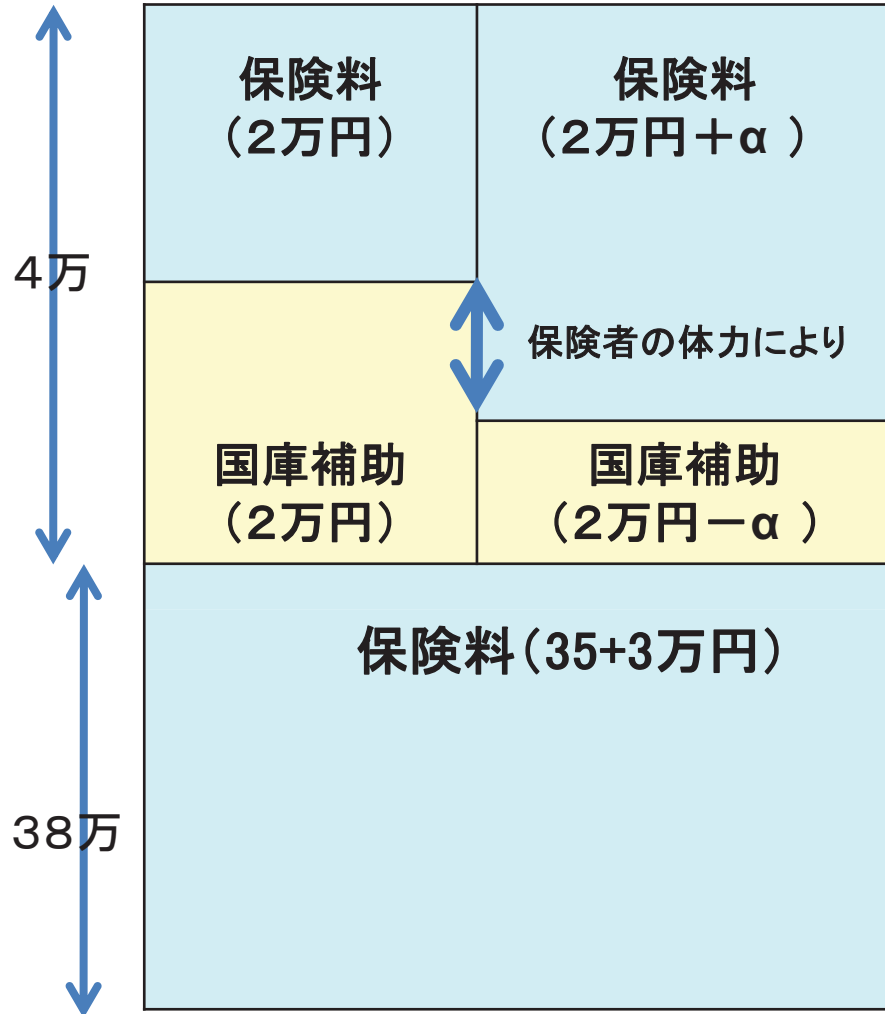 保険料
（２万円）
保険料
（２万円＋α ）
４万
保険者の体力により
国庫補助
（２万円）
国庫補助
（２万円－α ）
保険料（35+3万円）
３８万